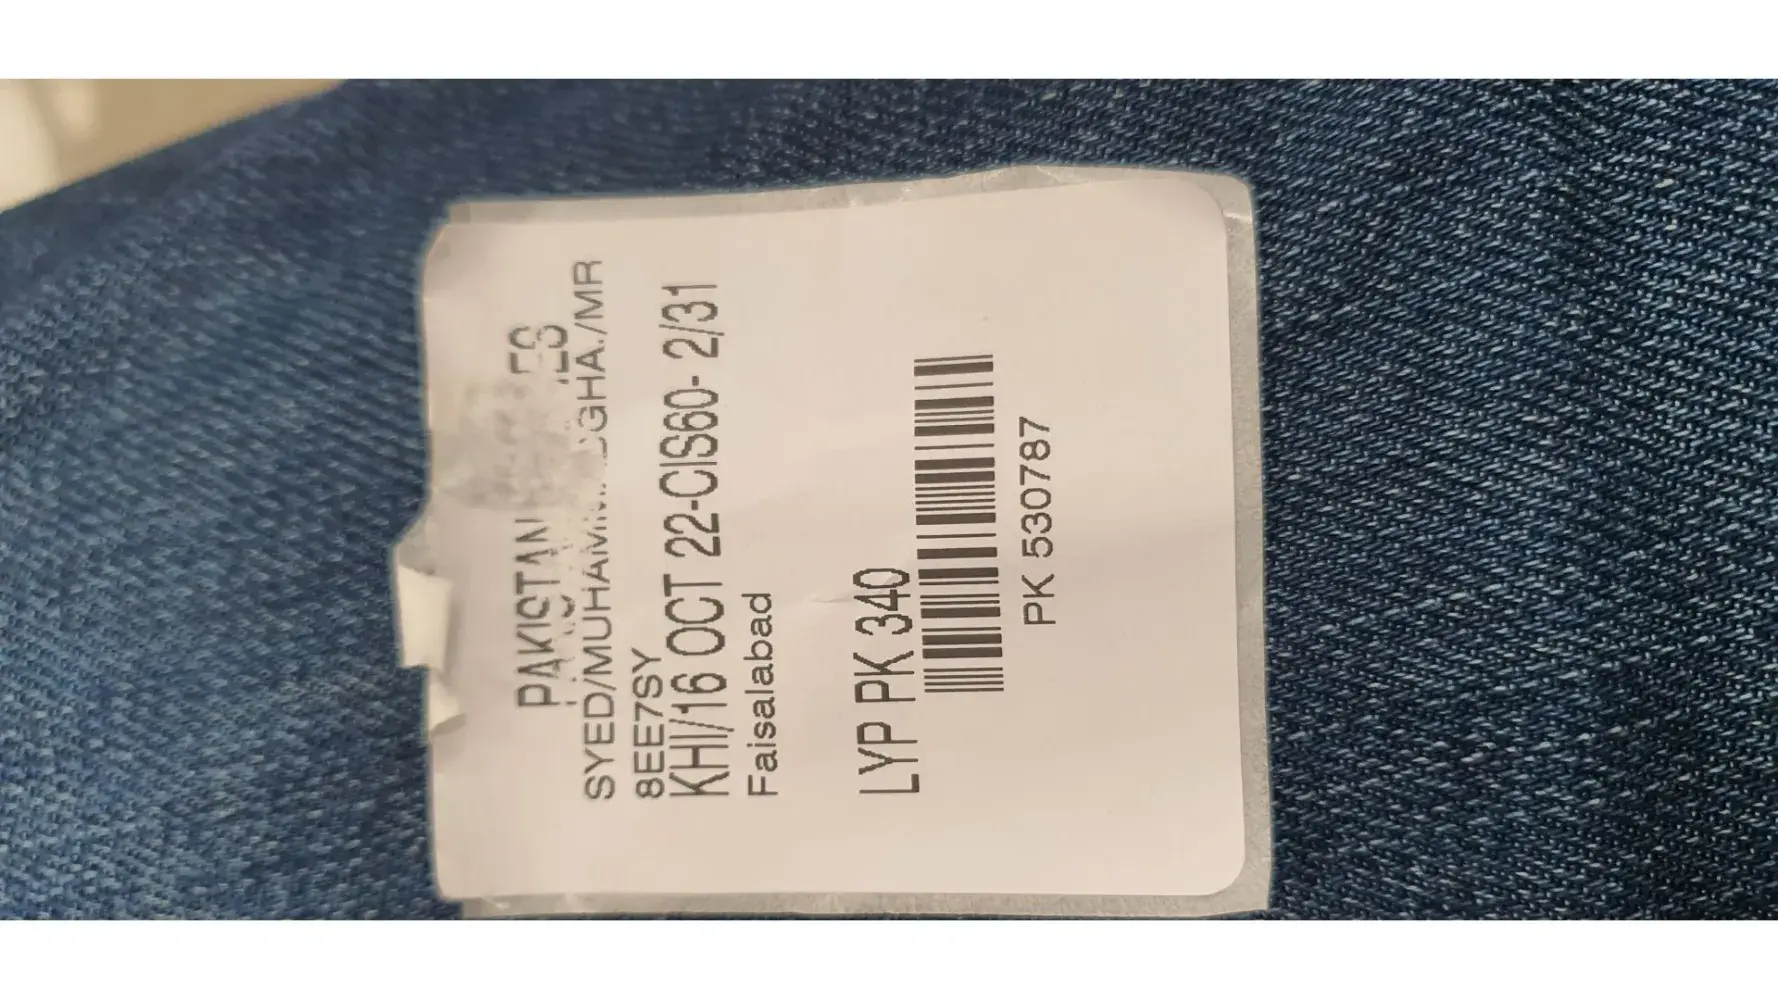 PAKISTAN
SYED/MUHAMM
8EE7SY
KHI/16 OCT 22-CIS60- 2/31
Faisalabad
LYP PK 340
PK 530787